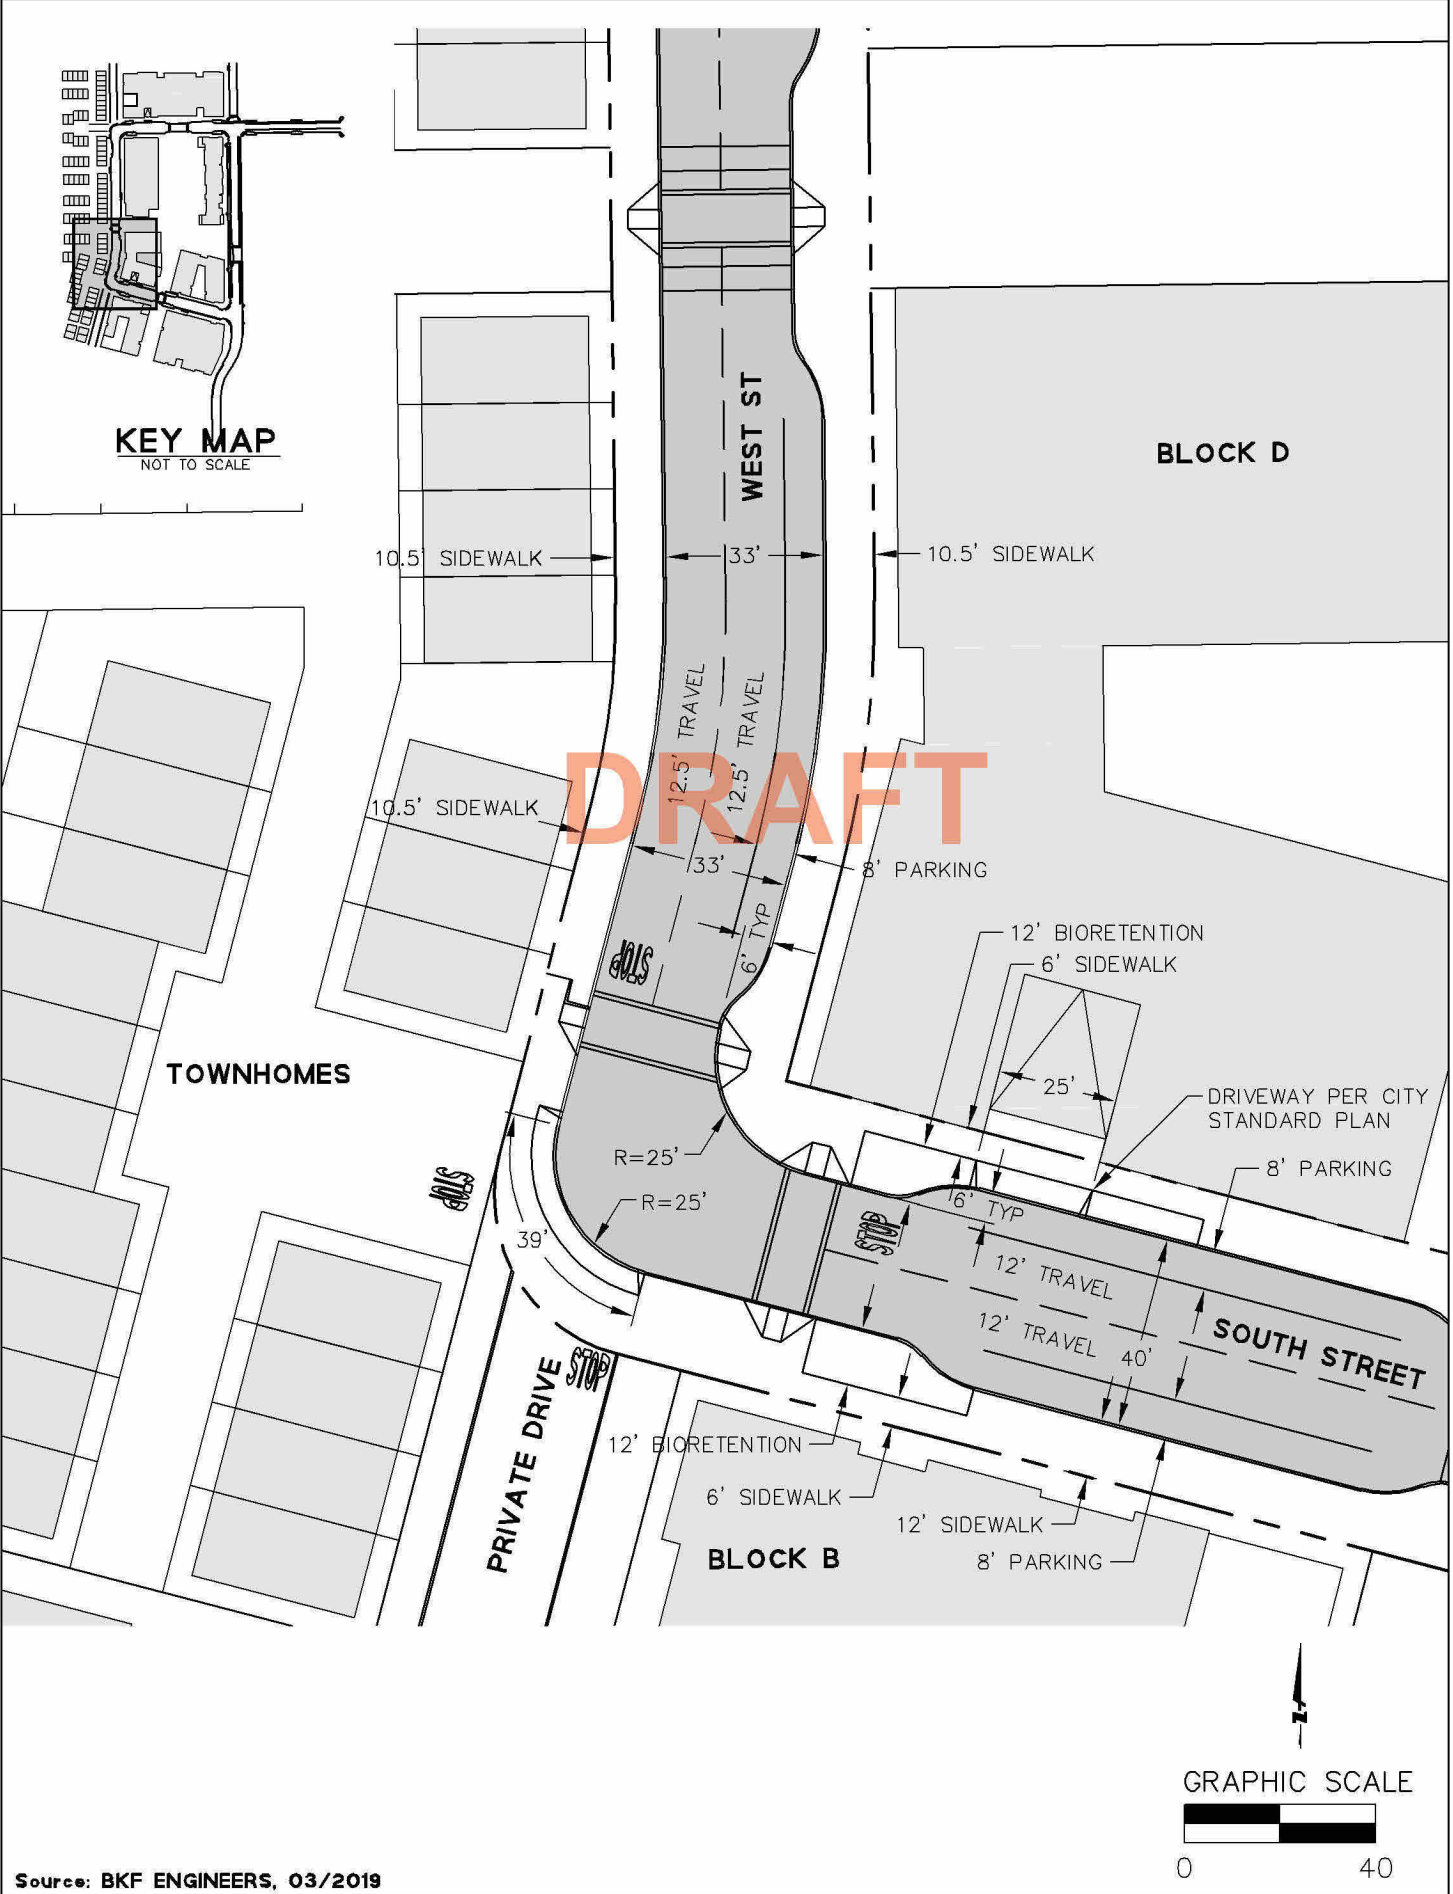 KEY MAP
NOT TO SCALE
WEST ST
BLOCK D
10.5' SIDEWALK
33'
10.5' SIDEWALK
12.5' TRAVEL
12.5' TRAVEL
DRAFT
10.5' SIDEWALK
33'
8' PARKING
6' TYP
STOP
12' BIORETENTION
6' SIDEWALK
TOWNHOMES
25'
DRIVEWAY PER CITY
STANDARD PLAN
R=25'
8' PARKING
STOP
R=25'
6' TYP
STOP
39'
12' TRAVEL
12' TRAVEL
40'
SOUTH STREET
STOP
PRIVATE DRIVE
12' BIORETENTION
6' SIDEWALK
12' SIDEWALK
BLOCK B
8' PARKING
GRAPHIC SCALE
0 40
Source: BKF ENGINEERS, 03/2019